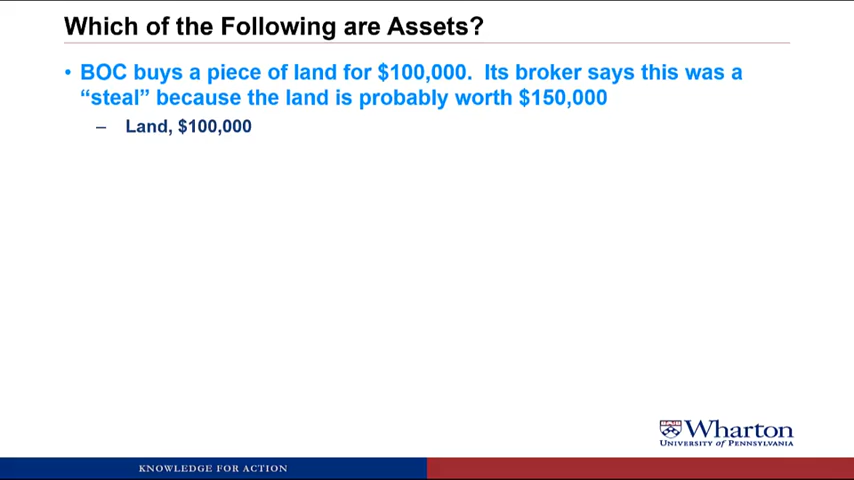 Which of the Following are Assets?
• BOC buys a piece of land for $100,000. Its broker says this was a
“steal” because the land is probably worth $150,000
– Land, $100,000
Wharton
UNIVERSITY of PENNSYLVANIA
KNOWLEDGE FOR ACTION